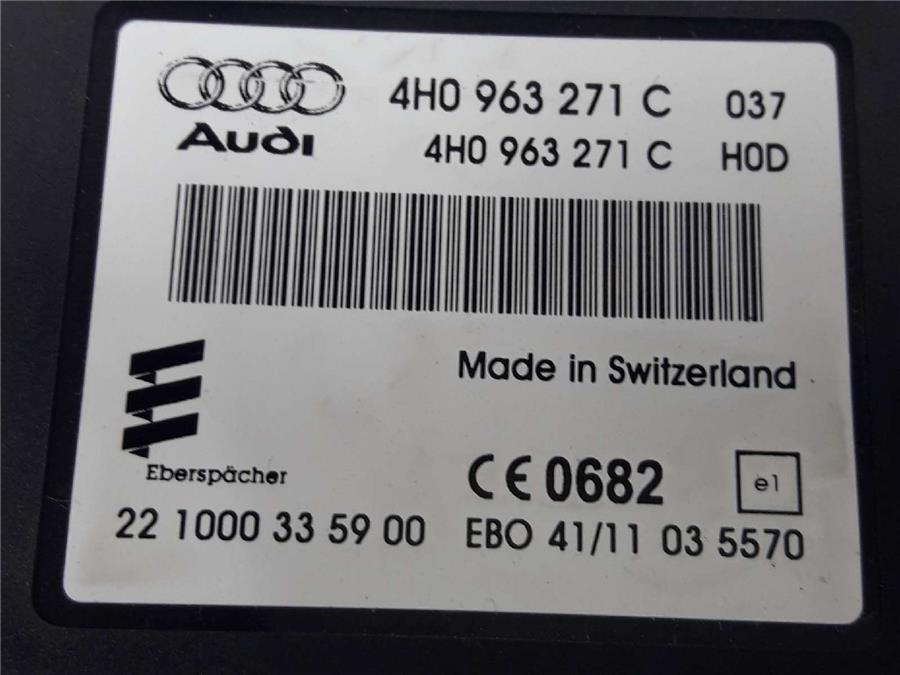 4H0 963 271 C 037
Audi
4H0 963 271 C H0D
Made in Switzerland
Eberspächer
CE 0682 e1
22 1000 33 59 00 EBO 41/11 03 5570